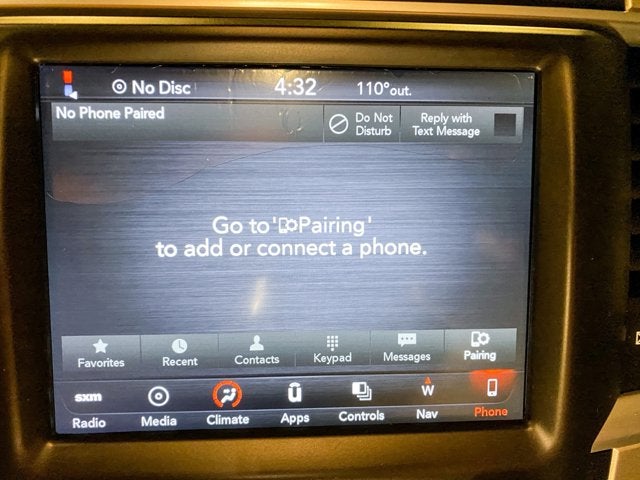 No Disc 4:32 110°out.
No Phone Paired
Do Not
Disturb
Reply with
Text Message
Go to 'Pairing'
to add or connect a phone.
Favorites Recent Contacts Keypad Messages Pairing
sxm W
Radio Media Climate Apps Controls Nav Phone